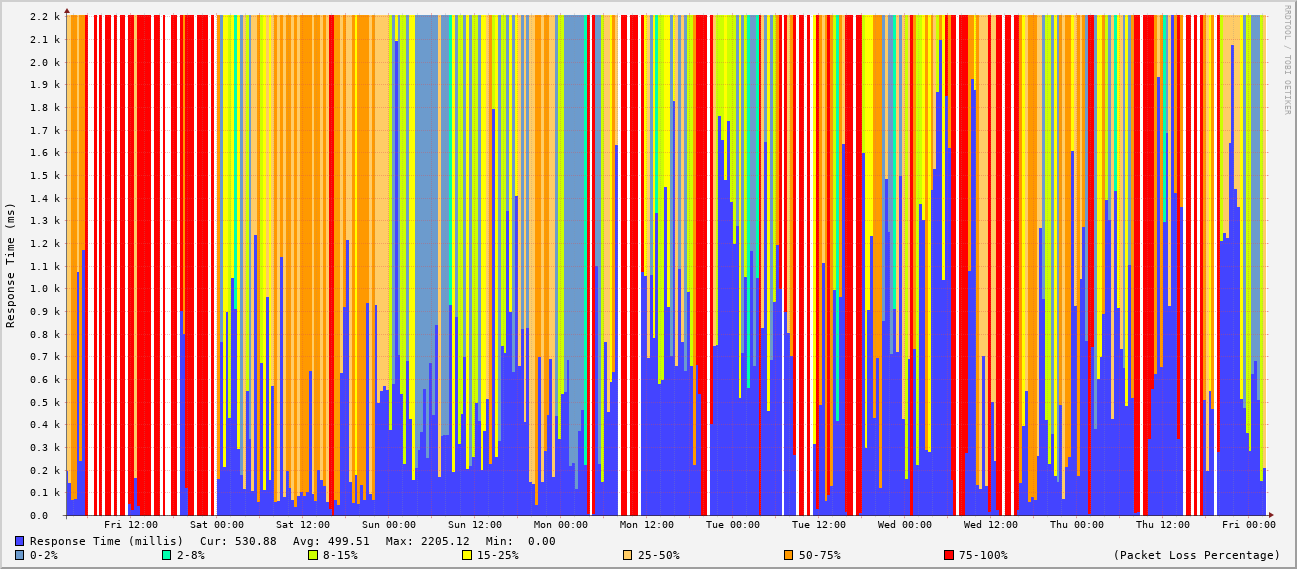 RRDTOOL / TOBI OETIKER
Response Time (ms)
2.2 k
2.1 k
2.0 k
1.9 k
1.8 k
1.7 k
1.6 k
1.5 k
1.4 k
1.3 k
1.2 k
1.1 k
1.0 k
0.9 k
0.8 k
0.7 k
0.6 k
0.5 k
0.4 k
0.3 k
0.2 k
0.1 k
0.0
Fri 12:00 Sat 00:00 Sat 12:00 Sun 00:00 Sun 12:00 Mon 00:00 Mon 12:00 Tue 00:00 Tue 12:00 Wed 00:00 Wed 12:00 Thu 00:00 Thu 12:00 Fri 00:00
Response Time (millis) Cur: 530.88 Avg: 499.51 Max: 2205.12 Min: 0.00
0-2% 2-8% 8-15% 15-25% 25-50% 50-75% 75-100% (Packet Loss Percentage)